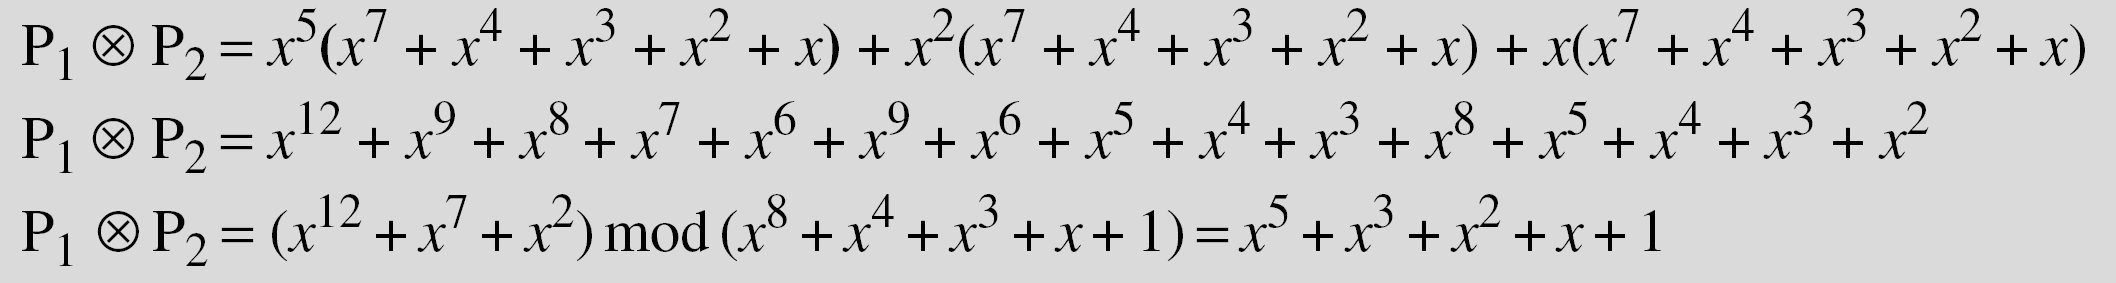 P₁ ⊗ P₂ = x⁵(x⁷ + x⁴ + x³ + x² + x) + x²(x⁷ + x⁴ + x³ + x² + x) + x(x⁷ + x⁴ + x³ + x² + x)
P₁ ⊗ P₂ = x¹² + x⁹ + x⁸ + x⁷ + x⁶ + x⁹ + x⁶ + x⁵ + x⁴ + x³ + x⁸ + x⁵ + x⁴ + x³ + x²
P₁ ⊗ P₂ = (x¹² + x⁷ + x²) mod (x⁸ + x⁴ + x³ + x + 1) = x⁵ + x³ + x² + x + 1